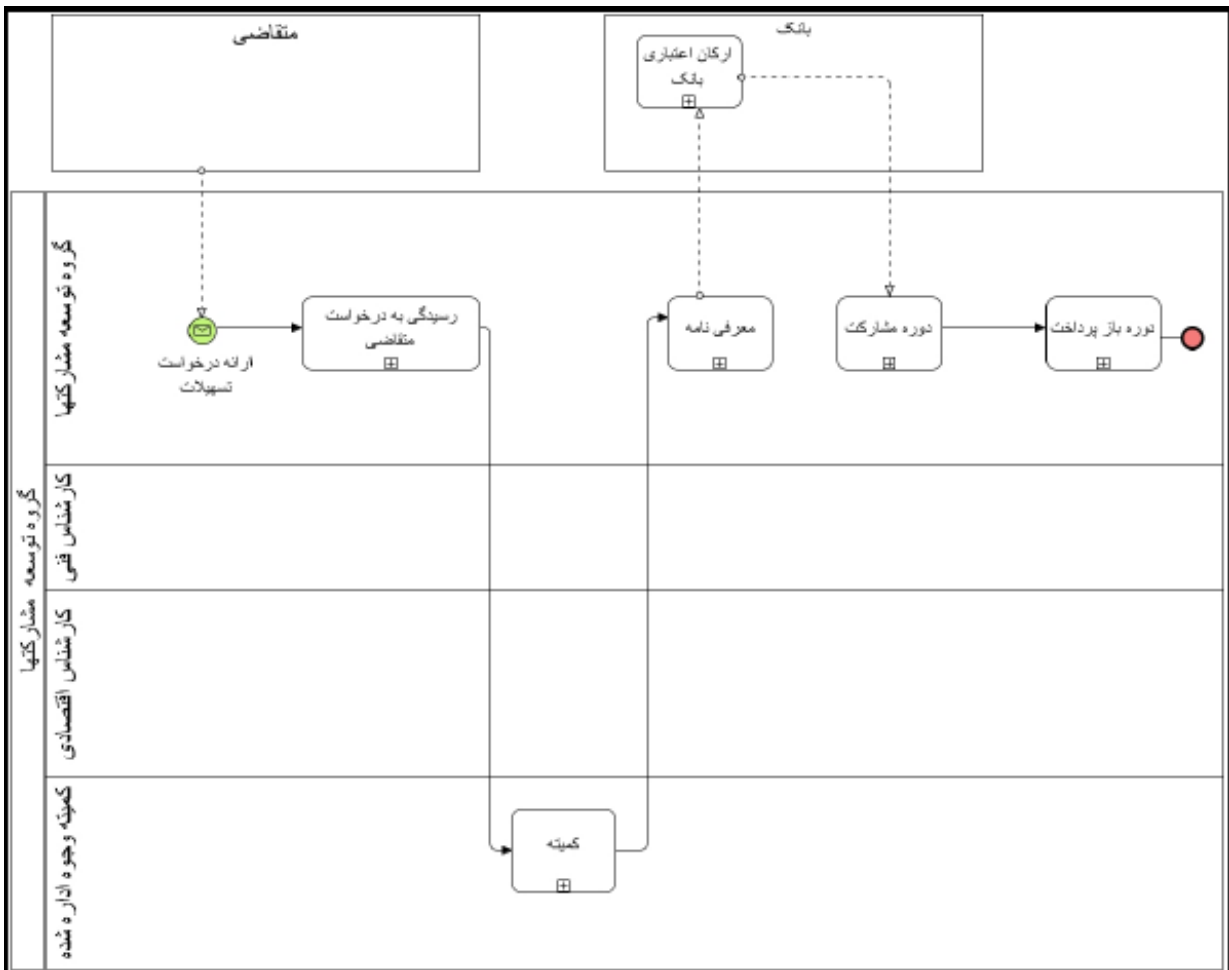 متقاضی
بانک
ارکان اعتباری
بانک
گروه توسعه مشارکتها
گروه توسعه مشارکتها
ارائه درخواست
تسهیلات
رسیدگی به درخواست
متقاضی
معرفی نامه
دوره مشارکت
دوره باز پرداخت
کارشناس فنی
کارشناس اقتصادی
کمیته وجوه اداره شده
کمیته